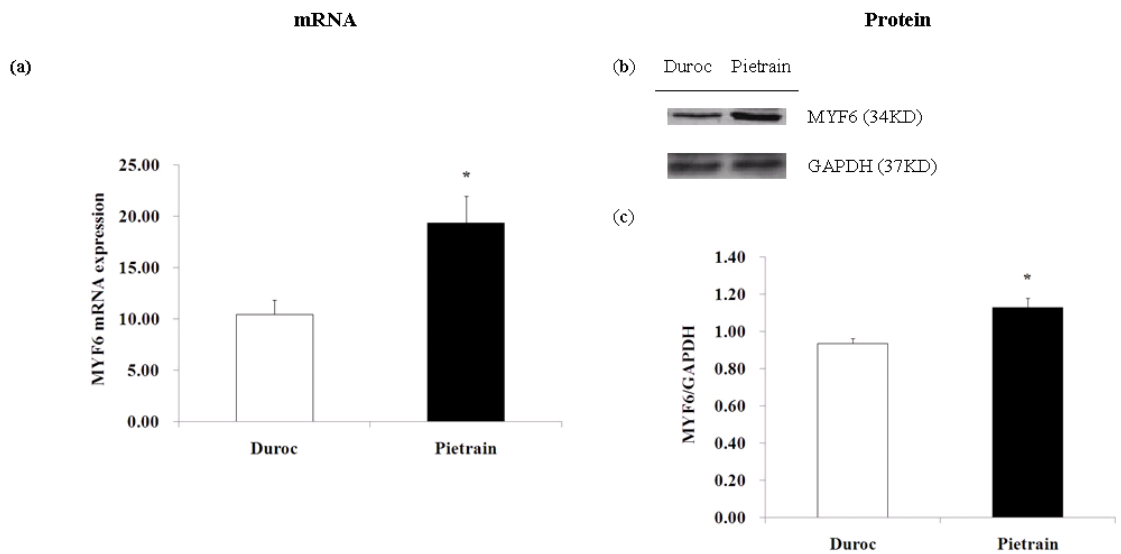 mRNA
Protein
(a)
MYF6 mRNA expression
25.00
20.00
15.00
10.00
5.00
0.00
*
Duroc
Pietrain
(b)
Duroc Pietrain
MYF6 (34KD)
GAPDH (37KD)
(c)
MYF6/GAPDH
1.40
1.20
1.00
0.80
0.60
0.40
0.20
0.00
*
Duroc
Pietrain